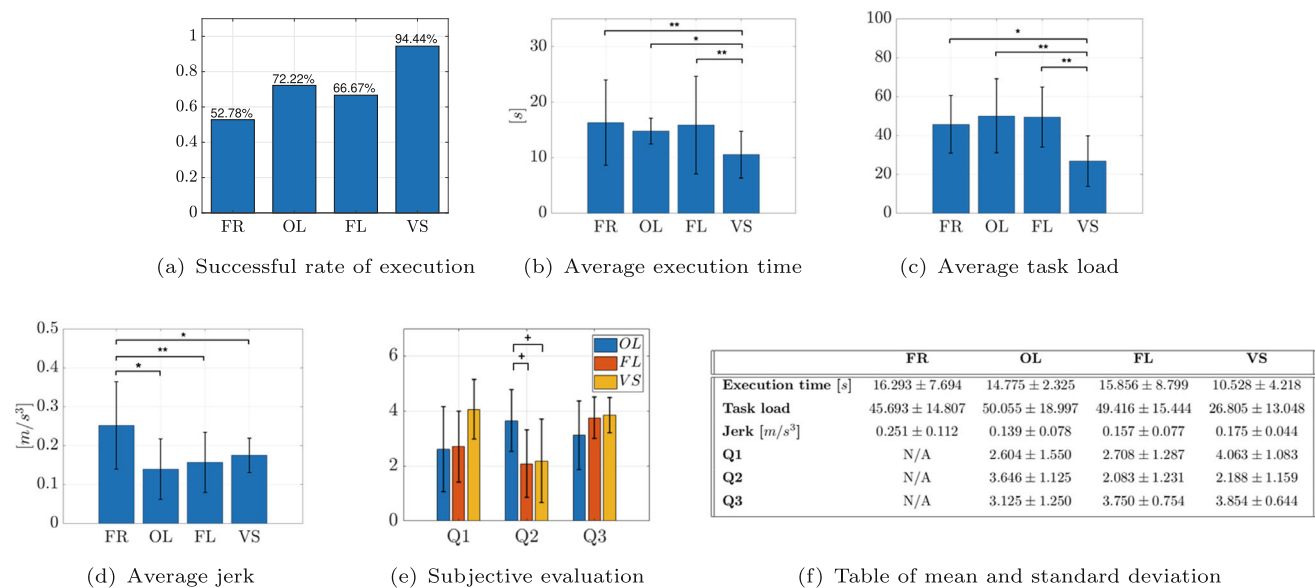 1
0.8
0.6
0.4
0.2
0
52.78%
72.22%
66.67%
94.44%
FR OL FL VS
(a) Successful rate of execution
30
20
10
0
[s]
** 
*
**
FR OL FL VS
(b) Average execution time
100
80
60
40
20
0
*
**
**
FR OL FL VS
(c) Average task load
0.5
0.4
0.3
0.2
0.1
0
[m/s³]
*
**
*
FR OL FL VS
(d) Average jerk
6
4
2
0
+
+
OL
FL
VS
Q1 Q2 Q3
(e) Subjective evaluation
FR OL FL VS
Execution time [s] 16.293 ± 7.694 14.775 ± 2.325 15.856 ± 8.799 10.528 ± 4.218
Task load 45.693 ± 14.807 50.055 ± 18.997 49.416 ± 15.444 26.805 ± 13.048
Jerk [m/s³] 0.251 ± 0.112 0.139 ± 0.078 0.157 ± 0.077 0.175 ± 0.044
Q1 N/A 2.604 ± 1.550 2.708 ± 1.287 4.063 ± 1.083
Q2 N/A 3.646 ± 1.125 2.083 ± 1.231 2.188 ± 1.159
Q3 N/A 3.125 ± 1.250 3.750 ± 0.754 3.854 ± 0.644
(f) Table of mean and standard deviation